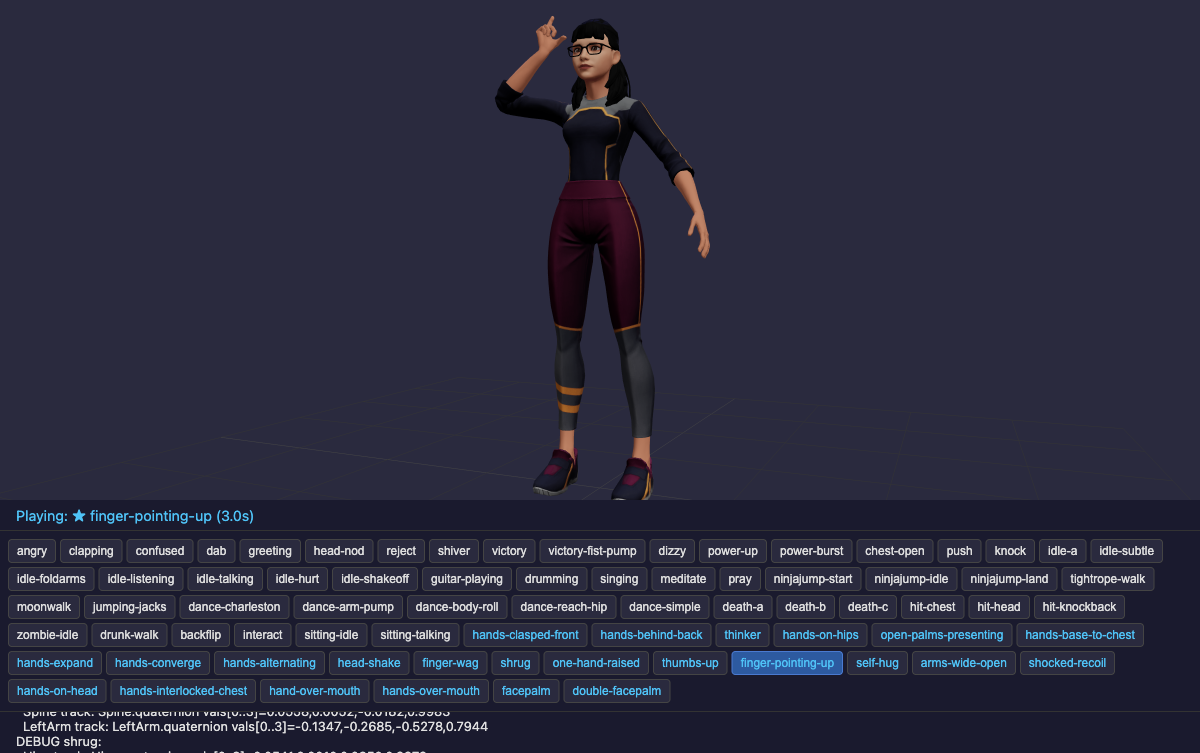 Playing: ★ finger-pointing-up (3.0s)
angry clapping confused dab greeting head-nod reject shiver victory victory-fist-pump dizzy power-up power-burst chest-open push knock idle-a idle-subtle
idle-foldarms idle-listening idle-talking idle-hurt idle-shakeoff guitar-playing drumming singing meditate pray ninjajump-start ninjajump-idle ninjajump-land tightrope-walk
moonwalk jumping-jacks dance-charleston dance-arm-pump dance-body-roll dance-reach-hip dance-simple death-a death-b death-c hit-chest hit-head hit-knockback
zombie-idle drunk-walk backflip interact sitting-idle sitting-talking hands-clasped-front hands-behind-back thinker hands-on-hips open-palms-presenting hands-base-to-chest
hands-expand hands-converge hands-alternating head-shake finger-wag shrug one-hand-raised thumbs-up finger-pointing-up self-hug arms-wide-open shocked-recoil
hands-on-head hands-interlocked-chest hand-over-mouth hands-over-mouth facepalm double-facepalm
Spine track: Spine.quaternion
LeftArm track: LeftArm.quaternion vals[0..3]=-0.1347,-0.2685,-0.5278,0.7944
DEBUG shrug: